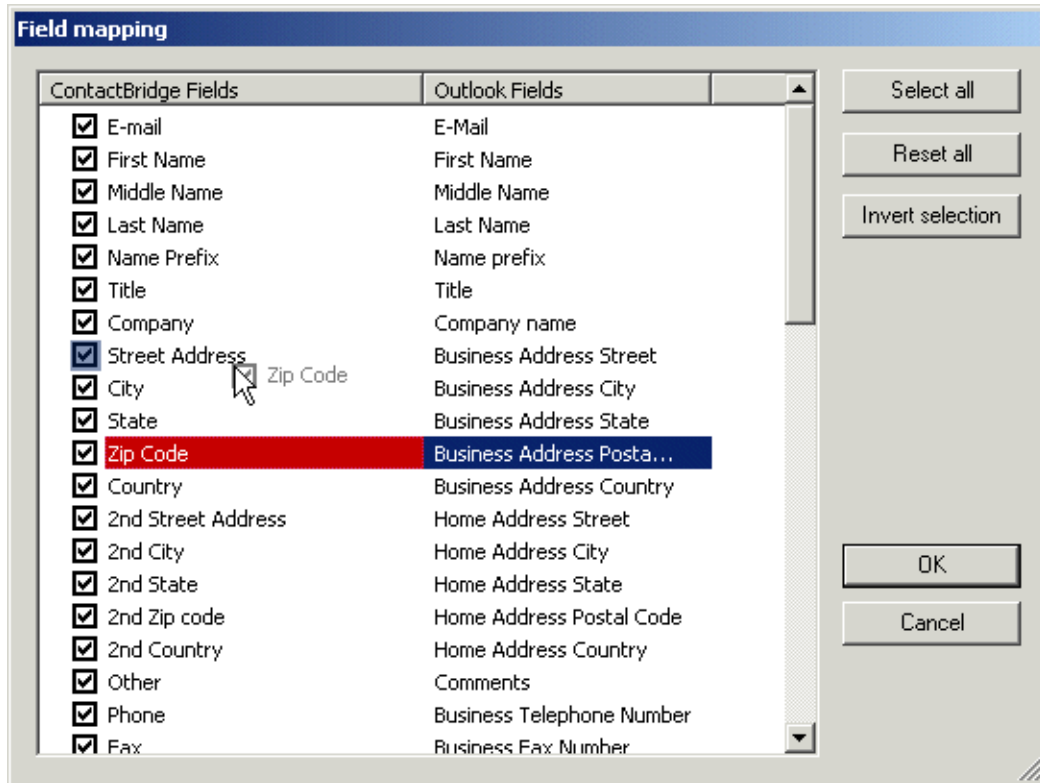 Field mapping
ContactBridge Fields Outlook Fields
Select all
E-mail E-Mail
First Name First Name
Reset all
Middle Name Middle Name
Last Name Last Name
Invert selection
Name Prefix Name prefix
Title Title
Company Company name
Street Address Business Address Street
Zip Code
City Business Address City
State Business Address State
Zip Code Business Address Posta...
Country Business Address Country
2nd Street Address Home Address Street
2nd City Home Address City
OK
2nd State Home Address State
2nd Zip code Home Address Postal Code
Cancel
2nd Country Home Address Country
Other Comments
Phone Business Telephone Number
Fax Business Fax Number